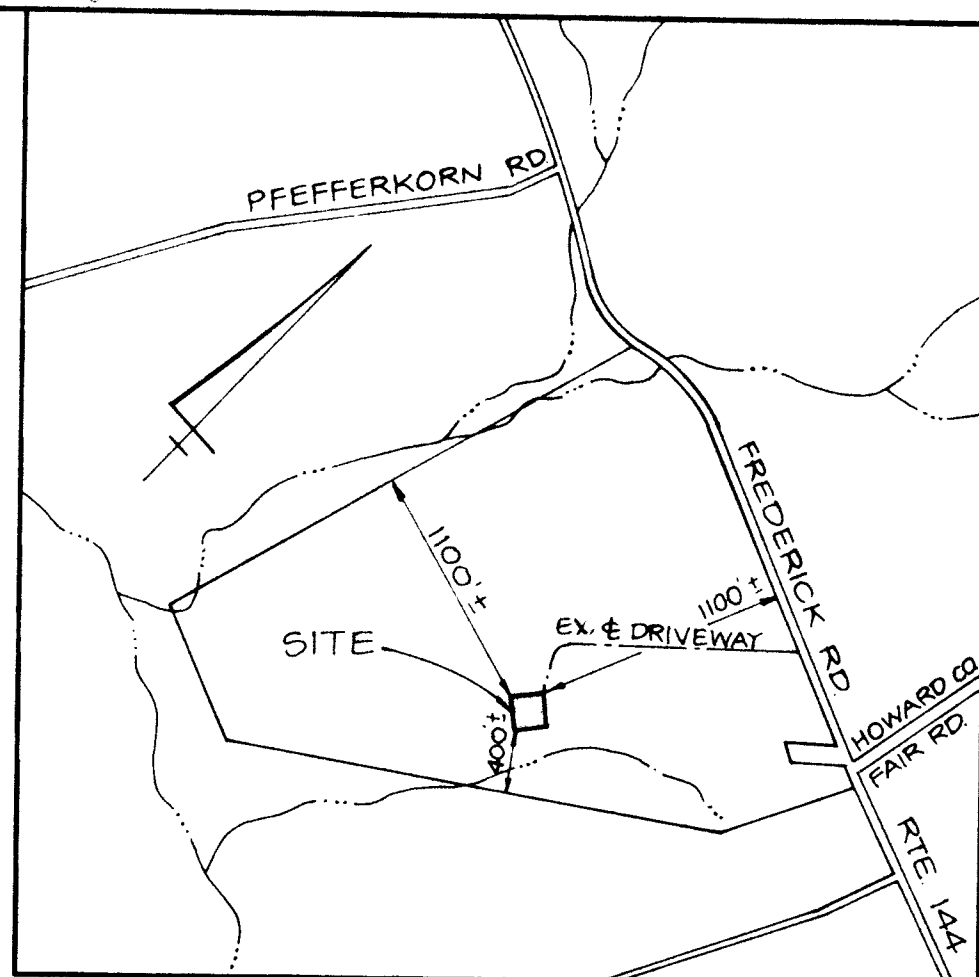 PFEFFERKORN RD.
1100'±
FREDERICK RD.
1100'±
SITE
EX. ℄ DRIVEWAY
400'±
HOWARD CO.
FAIR RD.
RTE. 144